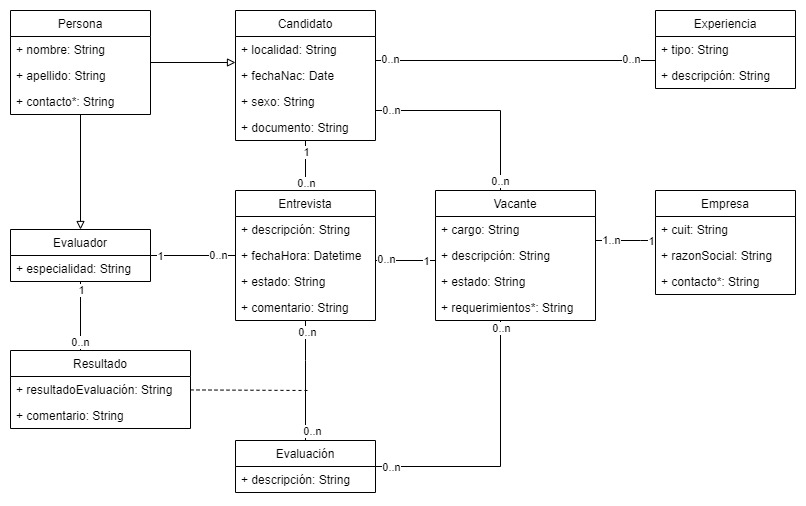 Persona
+ nombre: String
+ apellido: String
+ contacto*: String
Candidato
+ localidad: String
+ fechaNac: Date
+ sexo: String
+ documento: String
0..n
0..n
Experiencia
+ tipo: String
+ descripción: String
0..n
1
0..n
0..n
Evaluador
+ especialidad: String
1
0..n
Entrevista
+ descripción: String
+ fechaHora: Datetime
+ estado: String
+ comentario: String
0..n
1
Vacante
+ cargo: String
+ descripción: String
+ estado: String
+ requerimientos*: String
1..n
1
Empresa
+ cuit: String
+ razonSocial: String
+ contacto*: String
1
0..n
0..n
0..n
Resultado
+ resultadoEvaluación: String
+ comentario: String
0..n
Evaluación
+ descripción: String
0..n